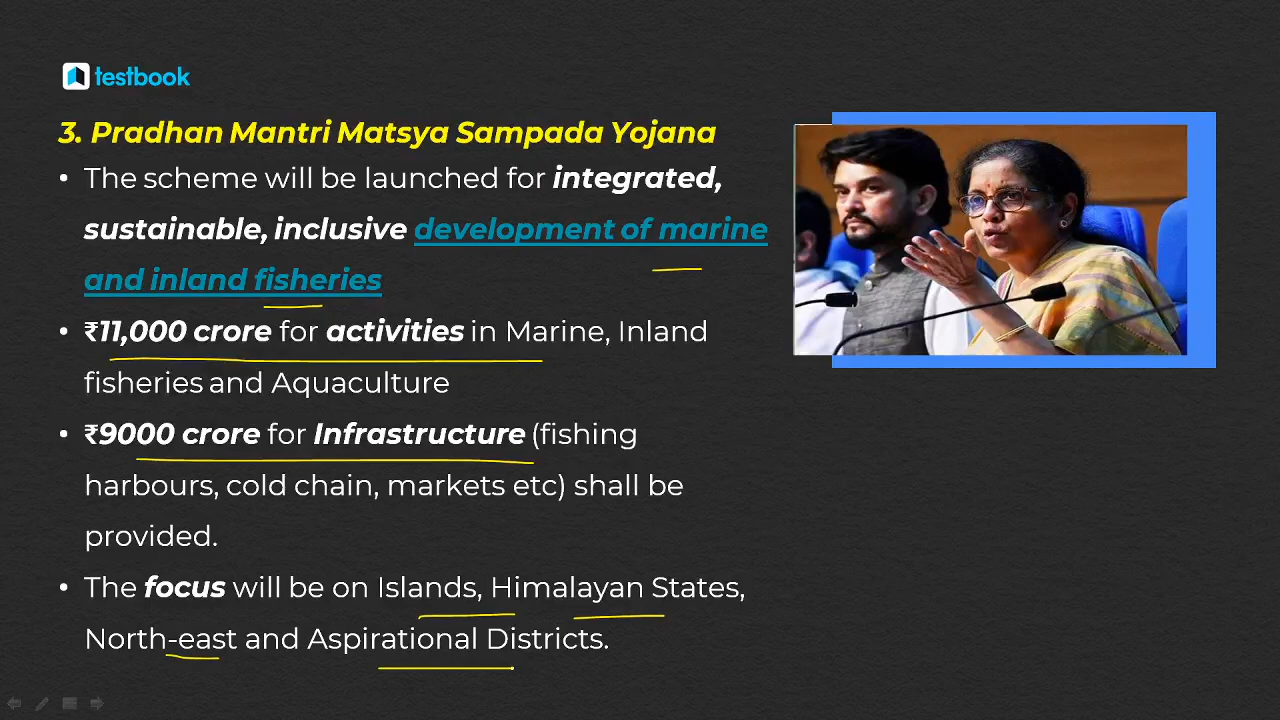 testbook
3. Pradhan Mantri Matsya Sampada Yojana
• The scheme will be launched for integrated,
sustainable, inclusive development of marine
and inland fisheries
• ₹11,000 crore for activities in Marine, Inland
fisheries and Aquaculture
• ₹9000 crore for Infrastructure (fishing
harbours, cold chain, markets etc) shall be
provided.
• The focus will be on Islands, Himalayan States,
North-east and Aspirational Districts.